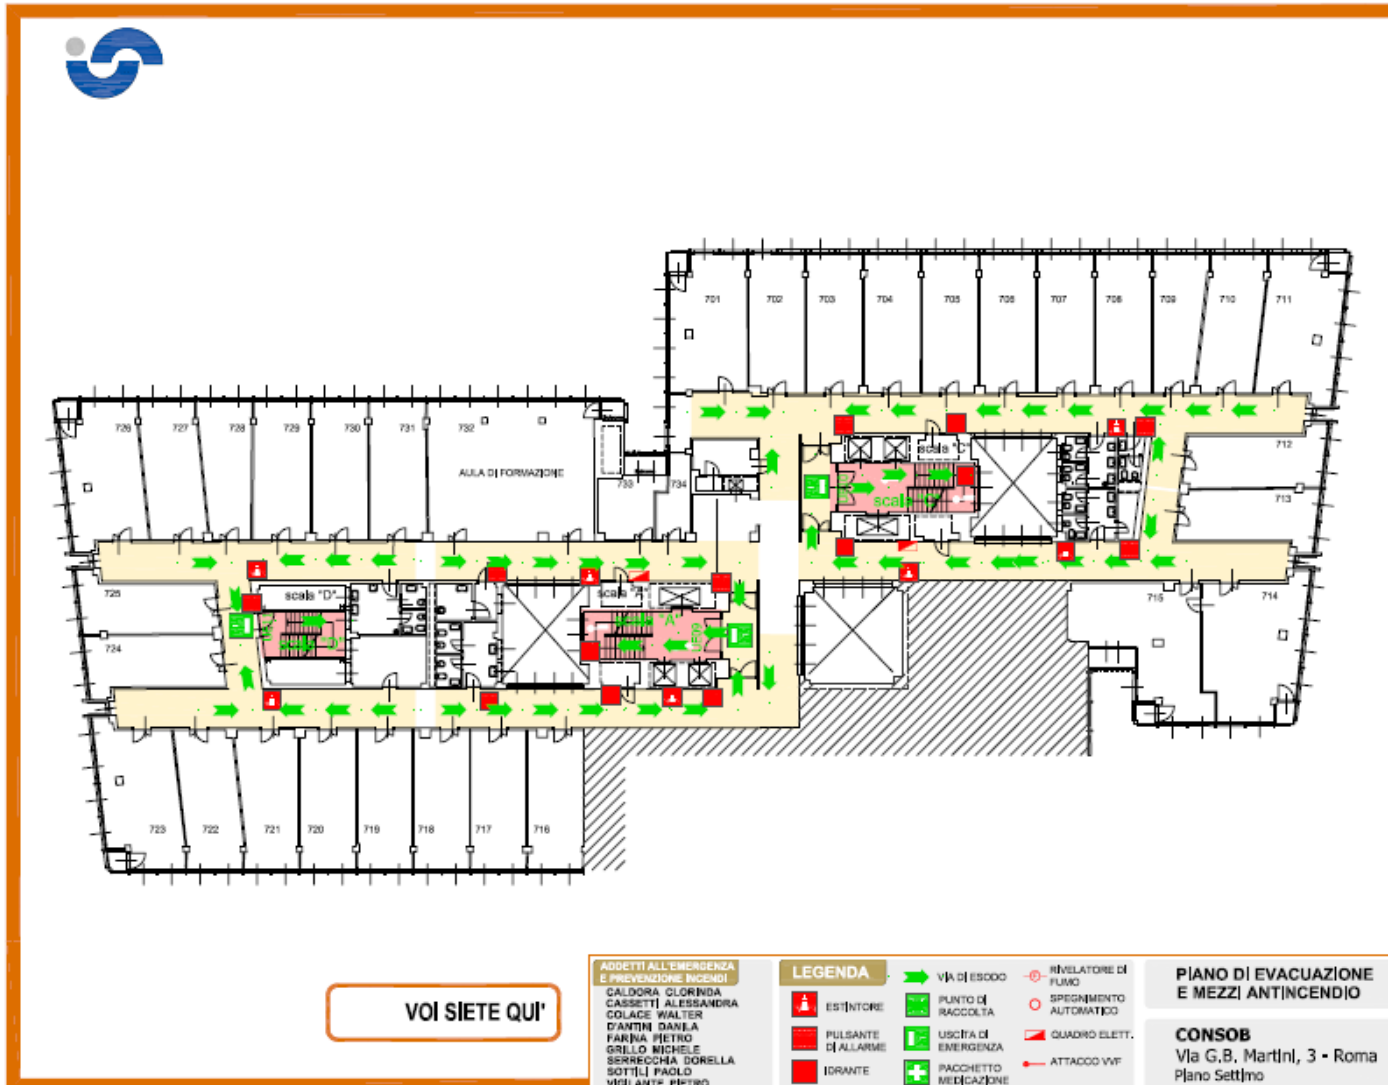 701 702 703 704 705 706 707 708 709 710 711
726 727 728 729 730 731 732
AULA DI FORMAZIONE
733 734
scala "C"
712
scala "C"
713
725
scala "D"
scala "A"
715 714
scala "A"
724
scala "D"
723 722 721 720 719 718 717 716
VOI SIETE QUI'
ADDETTI ALL'EMERGENZA
E PREVENZIONE INCENDI
CALDORA CLORINDA
CASSETTI ALESSANDRA
COLACE WALTER
D'ANTINI DANILA
FARINA PIETRO
GRILLO MICHELE
SERRECCHIA DORELLA
SOTTILI PAOLO
VIGILANTE PIETRO
LEGENDA
ESTINTORE
PULSANTE
DI ALLARME
IDRANTE
VIA DI ESODO
PUNTO DI
RACCOLTA
USCITA DI
EMERGENZA
PACCHETTO
MEDICAZIONE
RIVELATORE DI
FUMO
SPEGNIMENTO
AUTOMATICO
QUADRO ELETT.
ATTACCO VVF
PIANO DI EVACUAZIONE
E MEZZI ANTINCENDIO
CONSOB
Via G.B. Martini, 3 - Roma
Piano Settimo